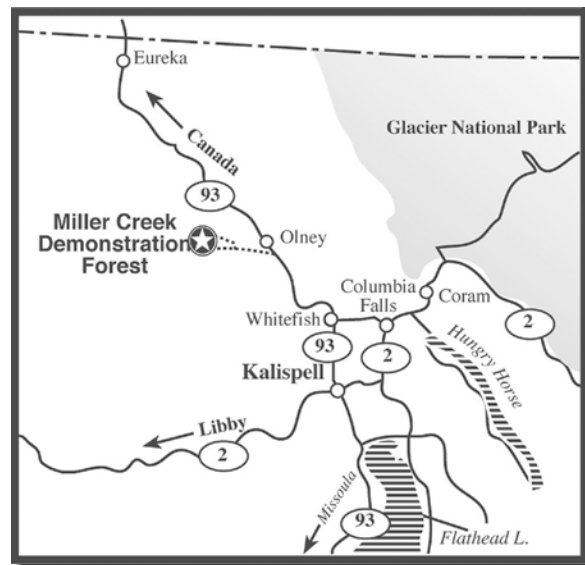 Eureka
Canada
Glacier National Park
93
Miller Creek
Demonstration
Forest
Olney
Columbia
Falls
Coram
Whitefish
2
93
2
Hungry Horse
Kalispell
Libby
2
Missoula
93
Flathead L.